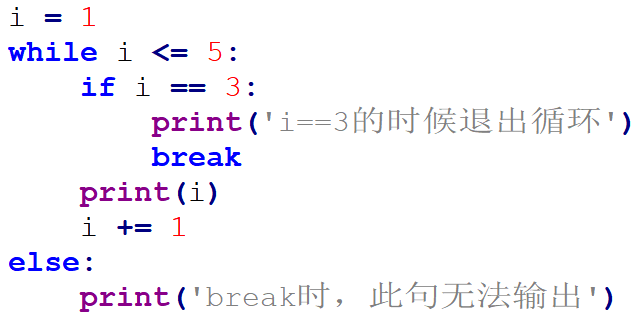 i = 1
while i <= 5:
    if i == 3:
        print('i==3的时候退出循环')
        break
    print(i)
    i += 1
else:
    print('break时，此句无法输出')